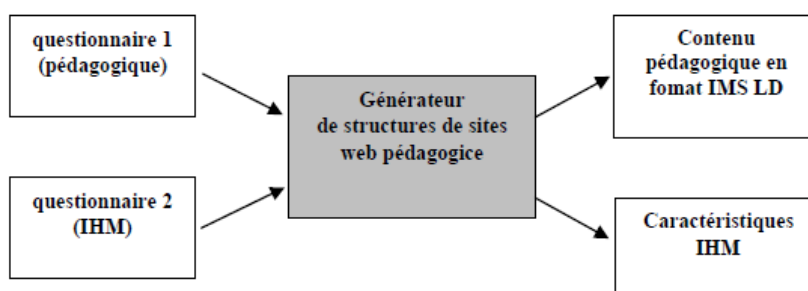 questionnaire 1
(pédagogique)
questionnaire 2
(IHM)
Générateur
de structures de sites
web pédagogice
Contenu
pédagogique en
fomat IMS LD
Caractéristiques
IHM